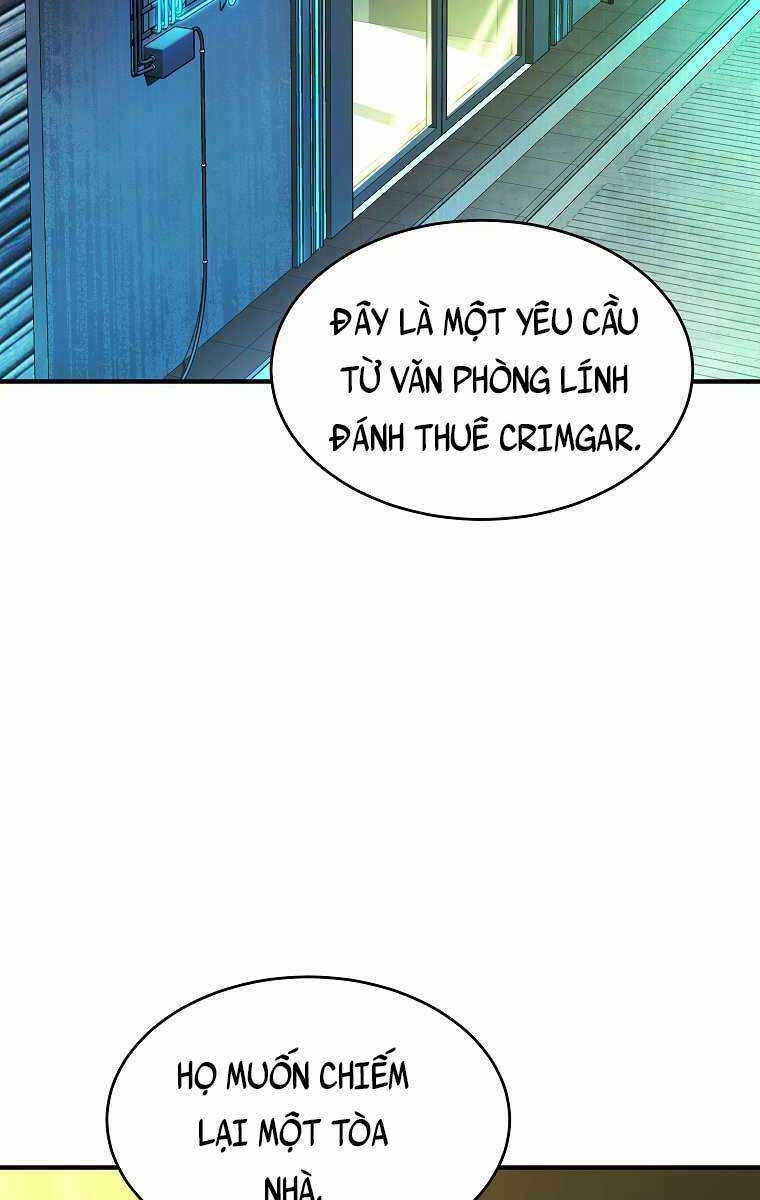 ĐÂY LÀ MỘT YÊU CẦU
TỪ VĂN PHÒNG LÍNH
ĐÁNH THUÊ CRIMGAR.
HỌ MUỐN CHIẾM
LẠI MỘT TÒA
NHÀ.